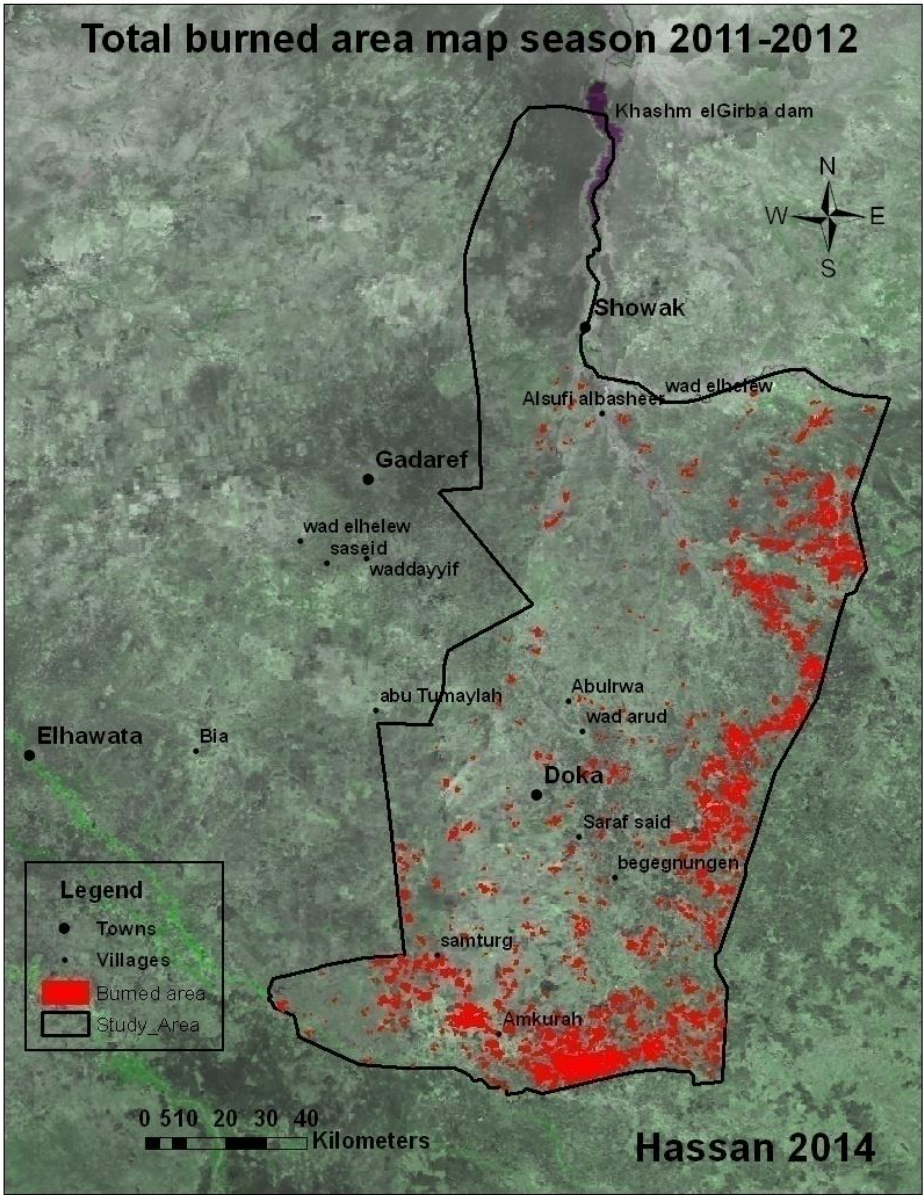 Total burned area map season 2011-2012
Khashm elGirba dam
N
W E
S
Showak
wad elhelew
Alsufi albasheer
Gadaref
wad elhelew
saseid
waddayyif
abu Tumaylah
Abulrwa
wad arud
Elhawata
Bia
Doka
Saraf said
begegnungen
Legend
Towns
Villages
Burned area
Study_Area
samturg
Amkurah
0 510 20 30 40
Kilometers
Hassan 2014